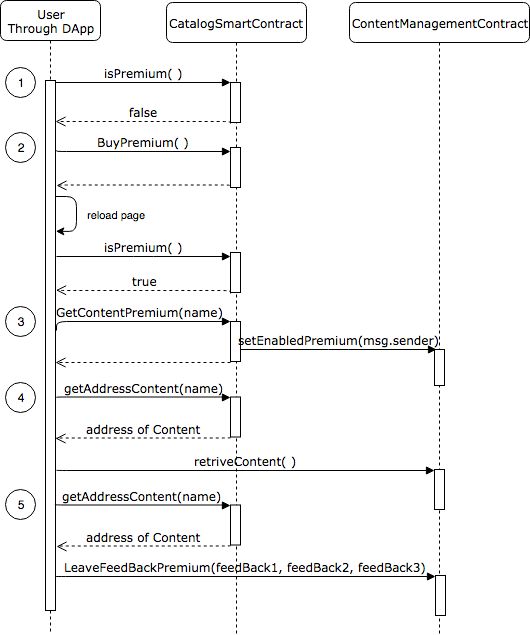 User
Through DApp
CatalogSmartContract
ContentManagementContract
1
isPremium( )
false
2
BuyPremium( )
reload page
isPremium( )
true
3
GetContentPremium(name)
setEnabledPremium(msg.sender)
4
getAddressContent(name)
address of Content
retriveContent( )
5
getAddressContent(name)
address of Content
LeaveFeedBackPremium(feedBack1, feedBack2, feedBack3)